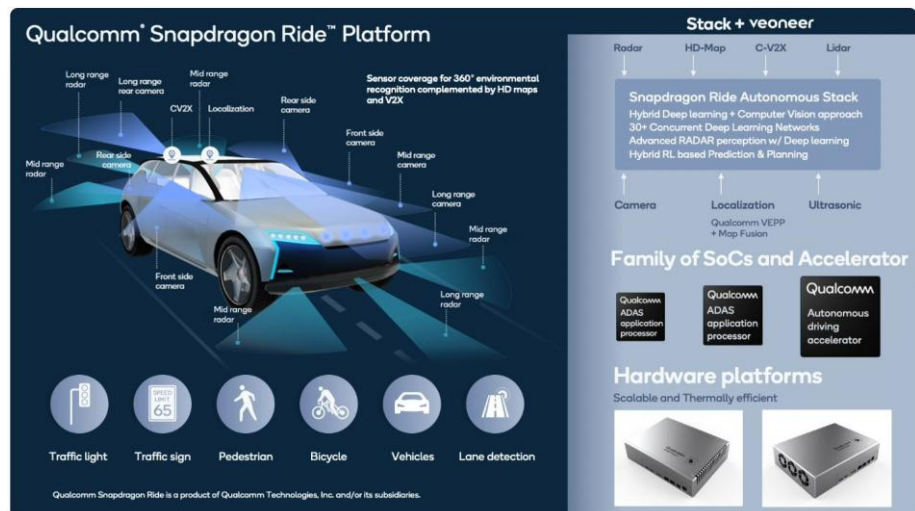 Qualcomm® Snapdragon Ride™ Platform
Long range
radar
Long range
rear camera
Mid range
radar
Sensor coverage for 360° environmental
recognition complemented by HD maps
and V2X
CV2X
Localization
Rear side
camera
Mid range
radar
Rear side
camera
Front side
camera
Mid range
camera
Long range
camera
Mid range
radar
Front side
camera
Mid range
radar
Long range
radar
SPEED
LIMIT
65
Traffic light
Traffic sign
Pedestrian
Bicycle
Vehicles
Lane detection
Qualcomm Snapdragon Ride is a product of Qualcomm Technologies, Inc. and/or its subsidiaries.
Stack + veoneer
Radar
HD-Map
C-V2X
Lidar
Snapdragon Ride Autonomous Stack
Hybrid Deep learning + Computer Vision approach
30+ Concurrent Deep Learning Networks
Advanced RADAR perception w/ Deep learning
Hybrid RL based Prediction & Planning
Camera
Localization
Ultrasonic
Qualcomm VEPP
+ Map Fusion
Family of SoCs and Accelerator
Qualcomm
ADAS
application
processor
Qualcomm
ADAS
application
processor
Qualcomm
Autonomous
driving
accelerator
Hardware platforms
Scalable and Thermally efficient